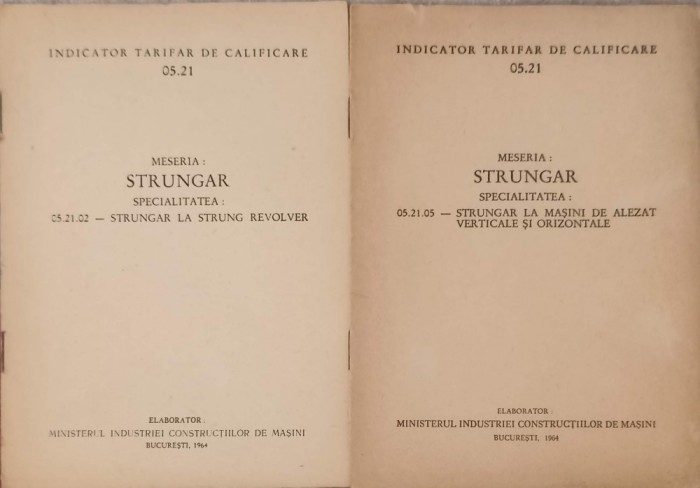 INDICATOR TARIFAR DE CALIFICARE
05.21
MESERIA :
STRUNGAR
SPECIALITATEA :
05.21.02 — STRUNGAR LA STRUNG REVOLVER
ELABORATOR :
MINISTERUL INDUSTRIEI CONSTRUCȚIILOR DE MAȘINI
BUCUREȘTI, 1964
INDICATOR TARIFAR DE CALIFICARE
05.21
MESERIA :
STRUNGAR
SPECIALITATEA :
05.21.05 — STRUNGAR LA MAȘINI DE ALEZAT
VERTICALE ȘI ORIZONTALE
ELABORATOR :
MINISTERUL INDUSTRIEI CONSTRUCȚIILOR DE MAȘINI
BUCUREȘTI, 1964